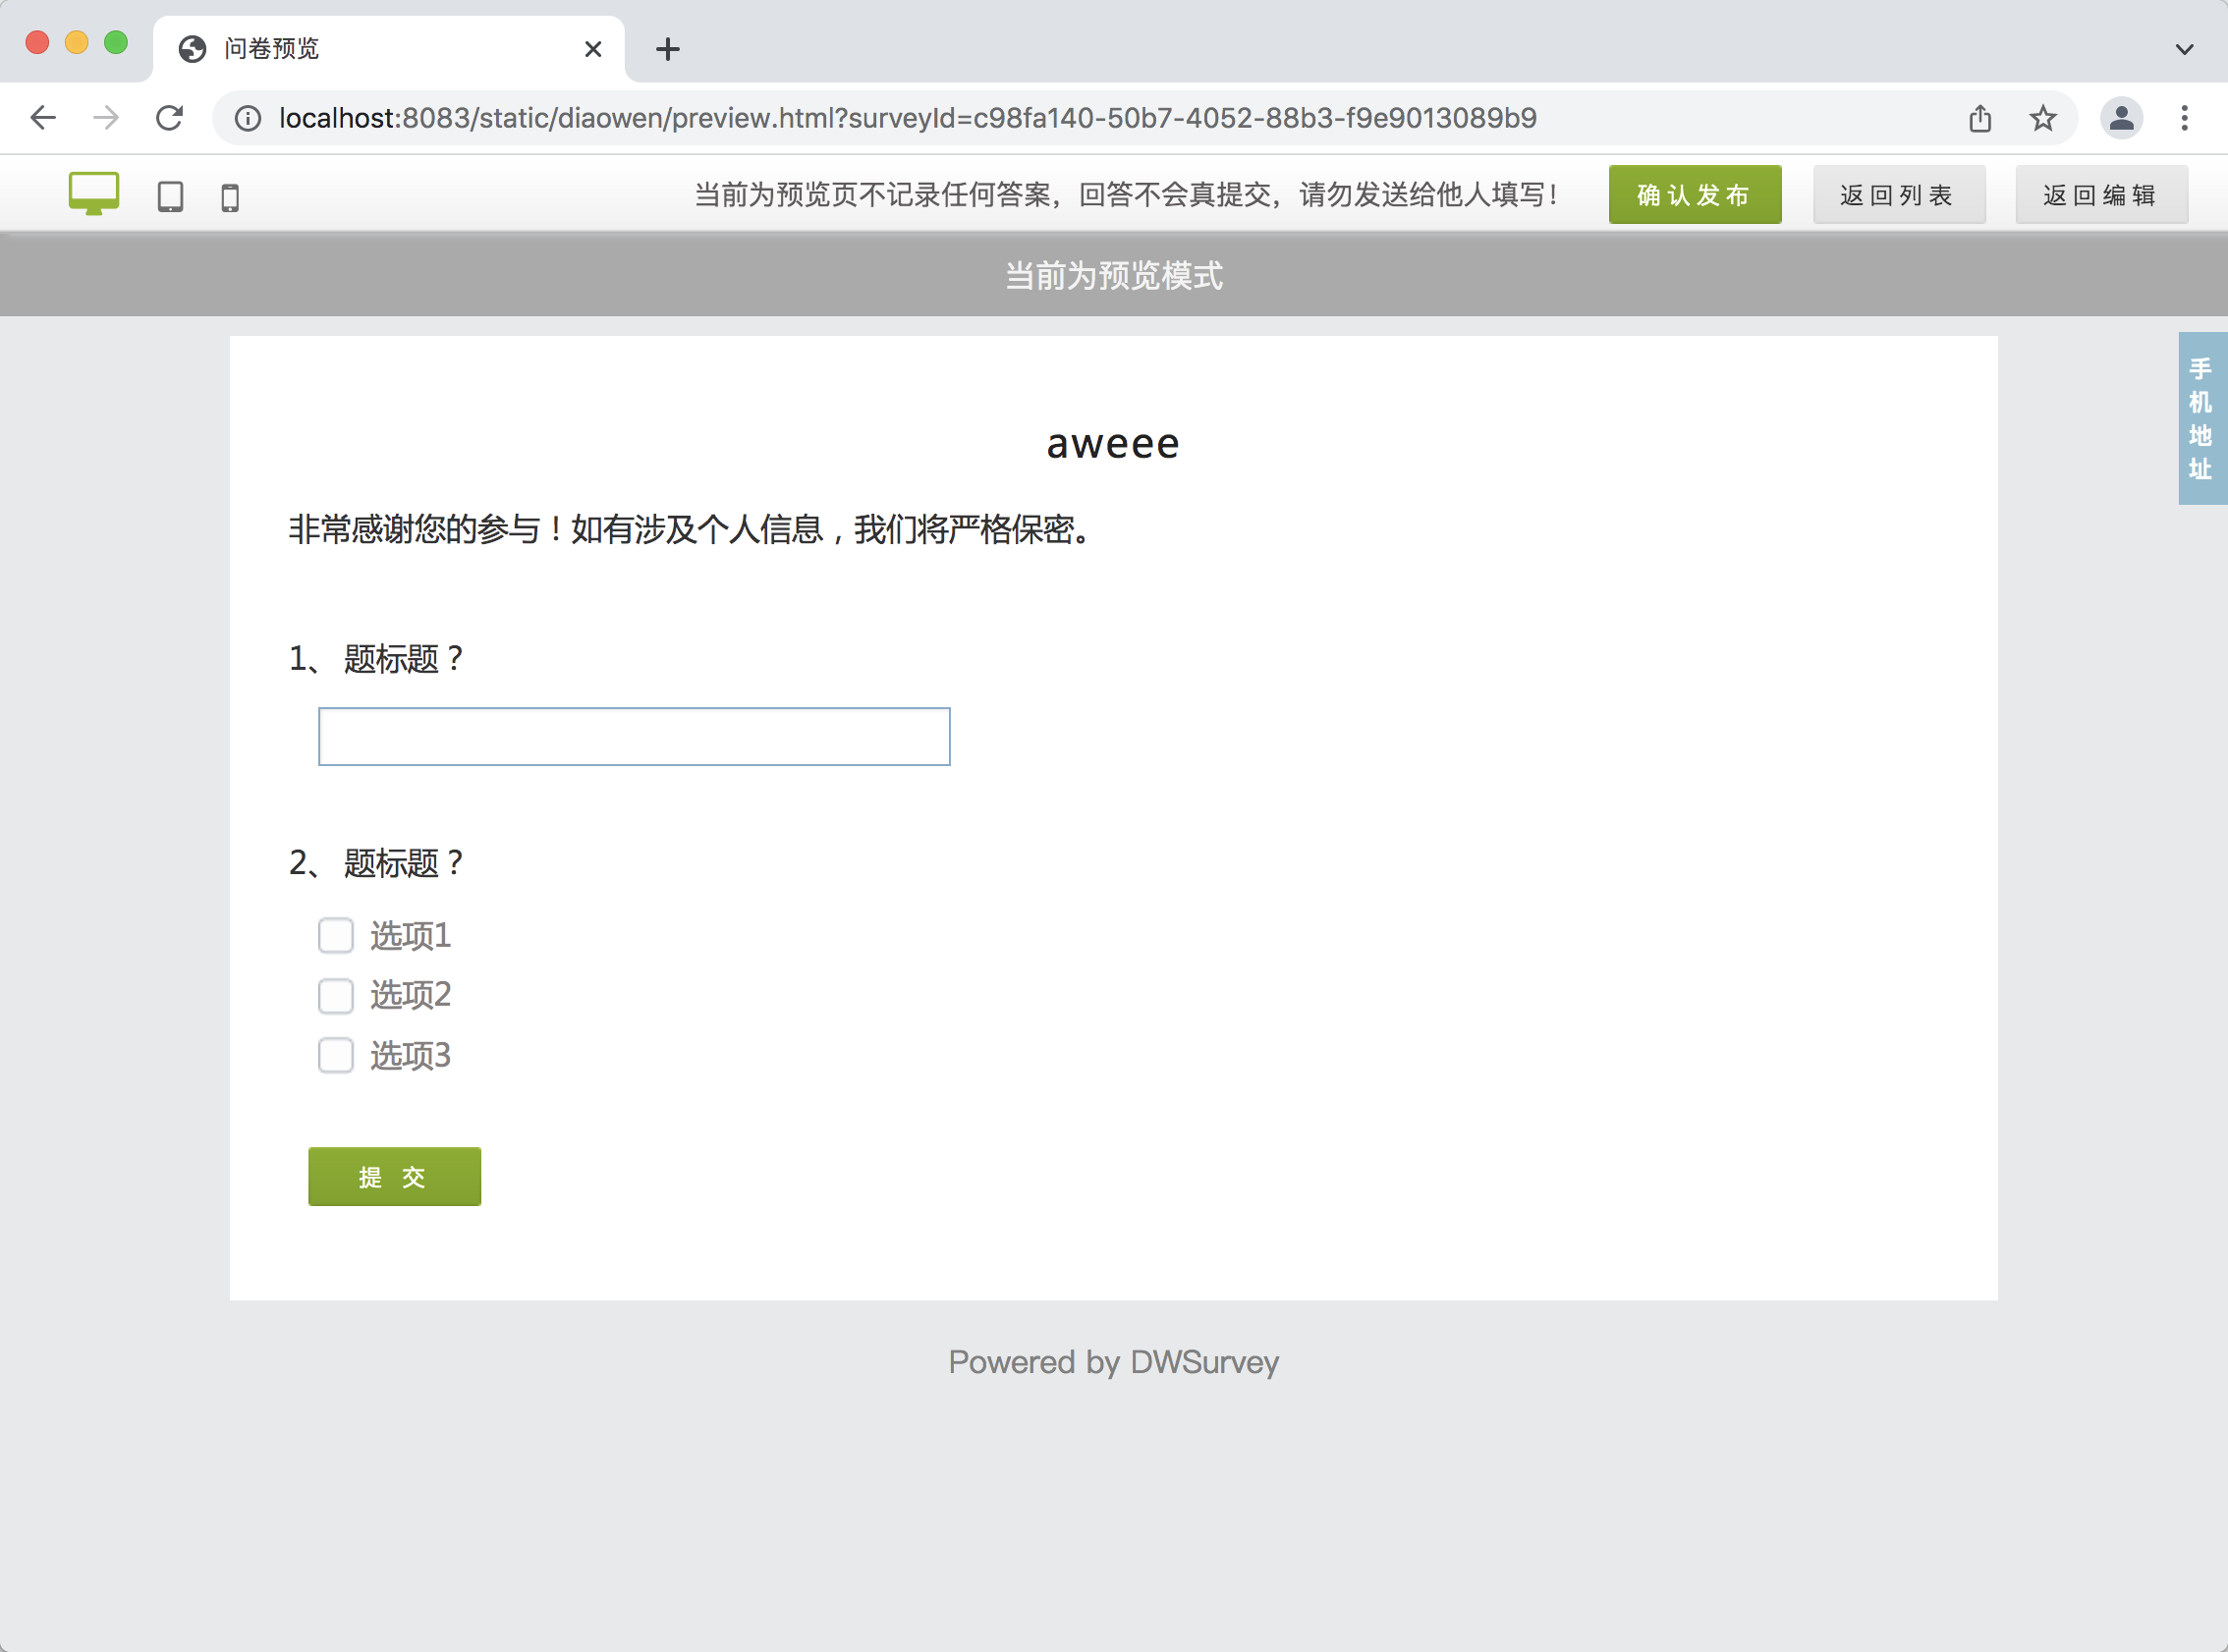 问卷预览
localhost:8083/static/diaowen/preview.html?surveyId=c98fa140-50b7-4052-88b3-f9e9013089b9
当前为预览页不记录任何答案，回答不会真提交，请勿发送给他人填写！
确认发布
返回列表
返回编辑
当前为预览模式
手机地址
aweee
非常感谢您的参与！如有涉及个人信息，我们将严格保密。
1、 题标题？
2、 题标题？
选项1
选项2
选项3
提 交
Powered by DWSurvey